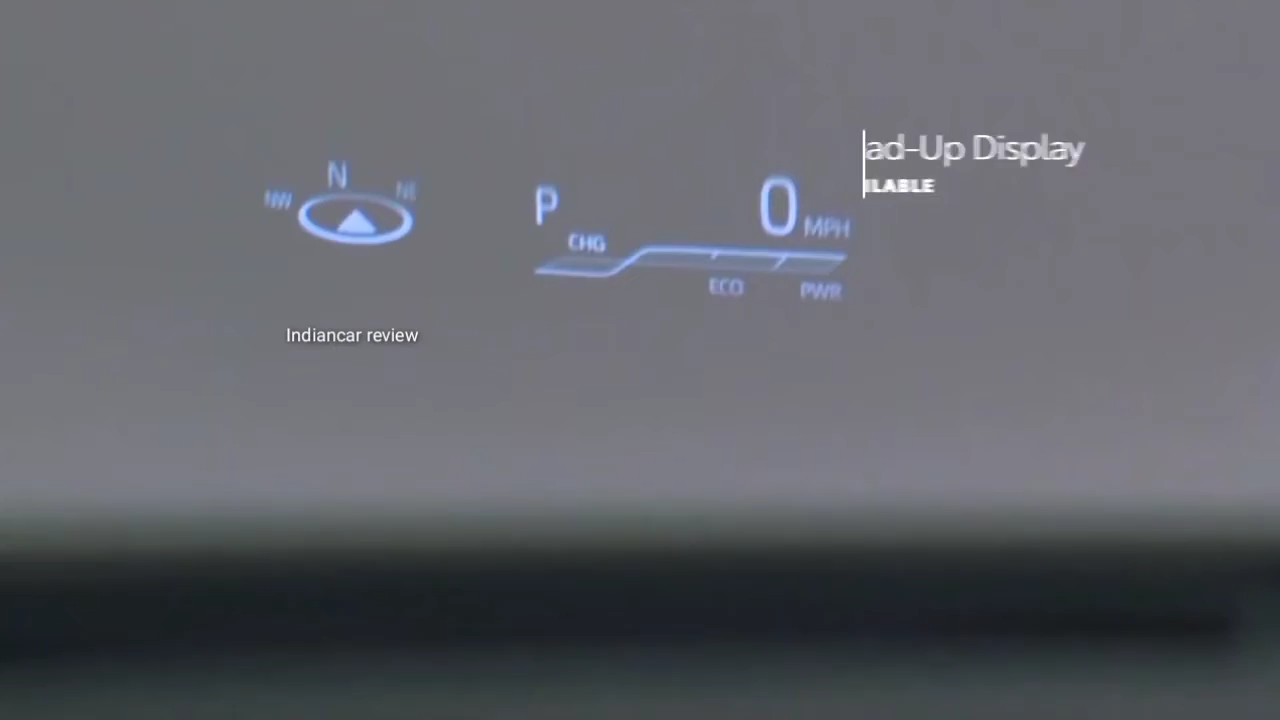 ad-Up Display
ILABLE
N
NW
NE
P
0 MPH
CHG
ECO
PWR
Indiancar review